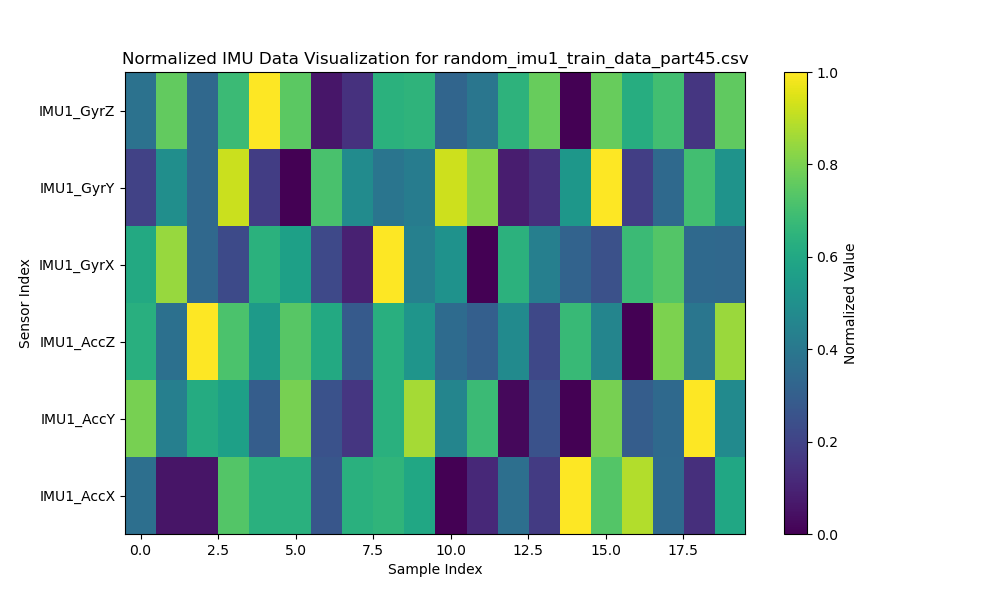 Normalized IMU Data Visualization for random_imu1_train_data_part45.csv
IMU1_GyrZ
IMU1_GyrY
IMU1_GyrX
IMU1_AccZ
IMU1_AccY
IMU1_AccX
Sensor Index
0.0 2.5 5.0 7.5 10.0 12.5 15.0 17.5
Sample Index
1.0
0.8
0.6
0.4
0.2
0.0
Normalized Value